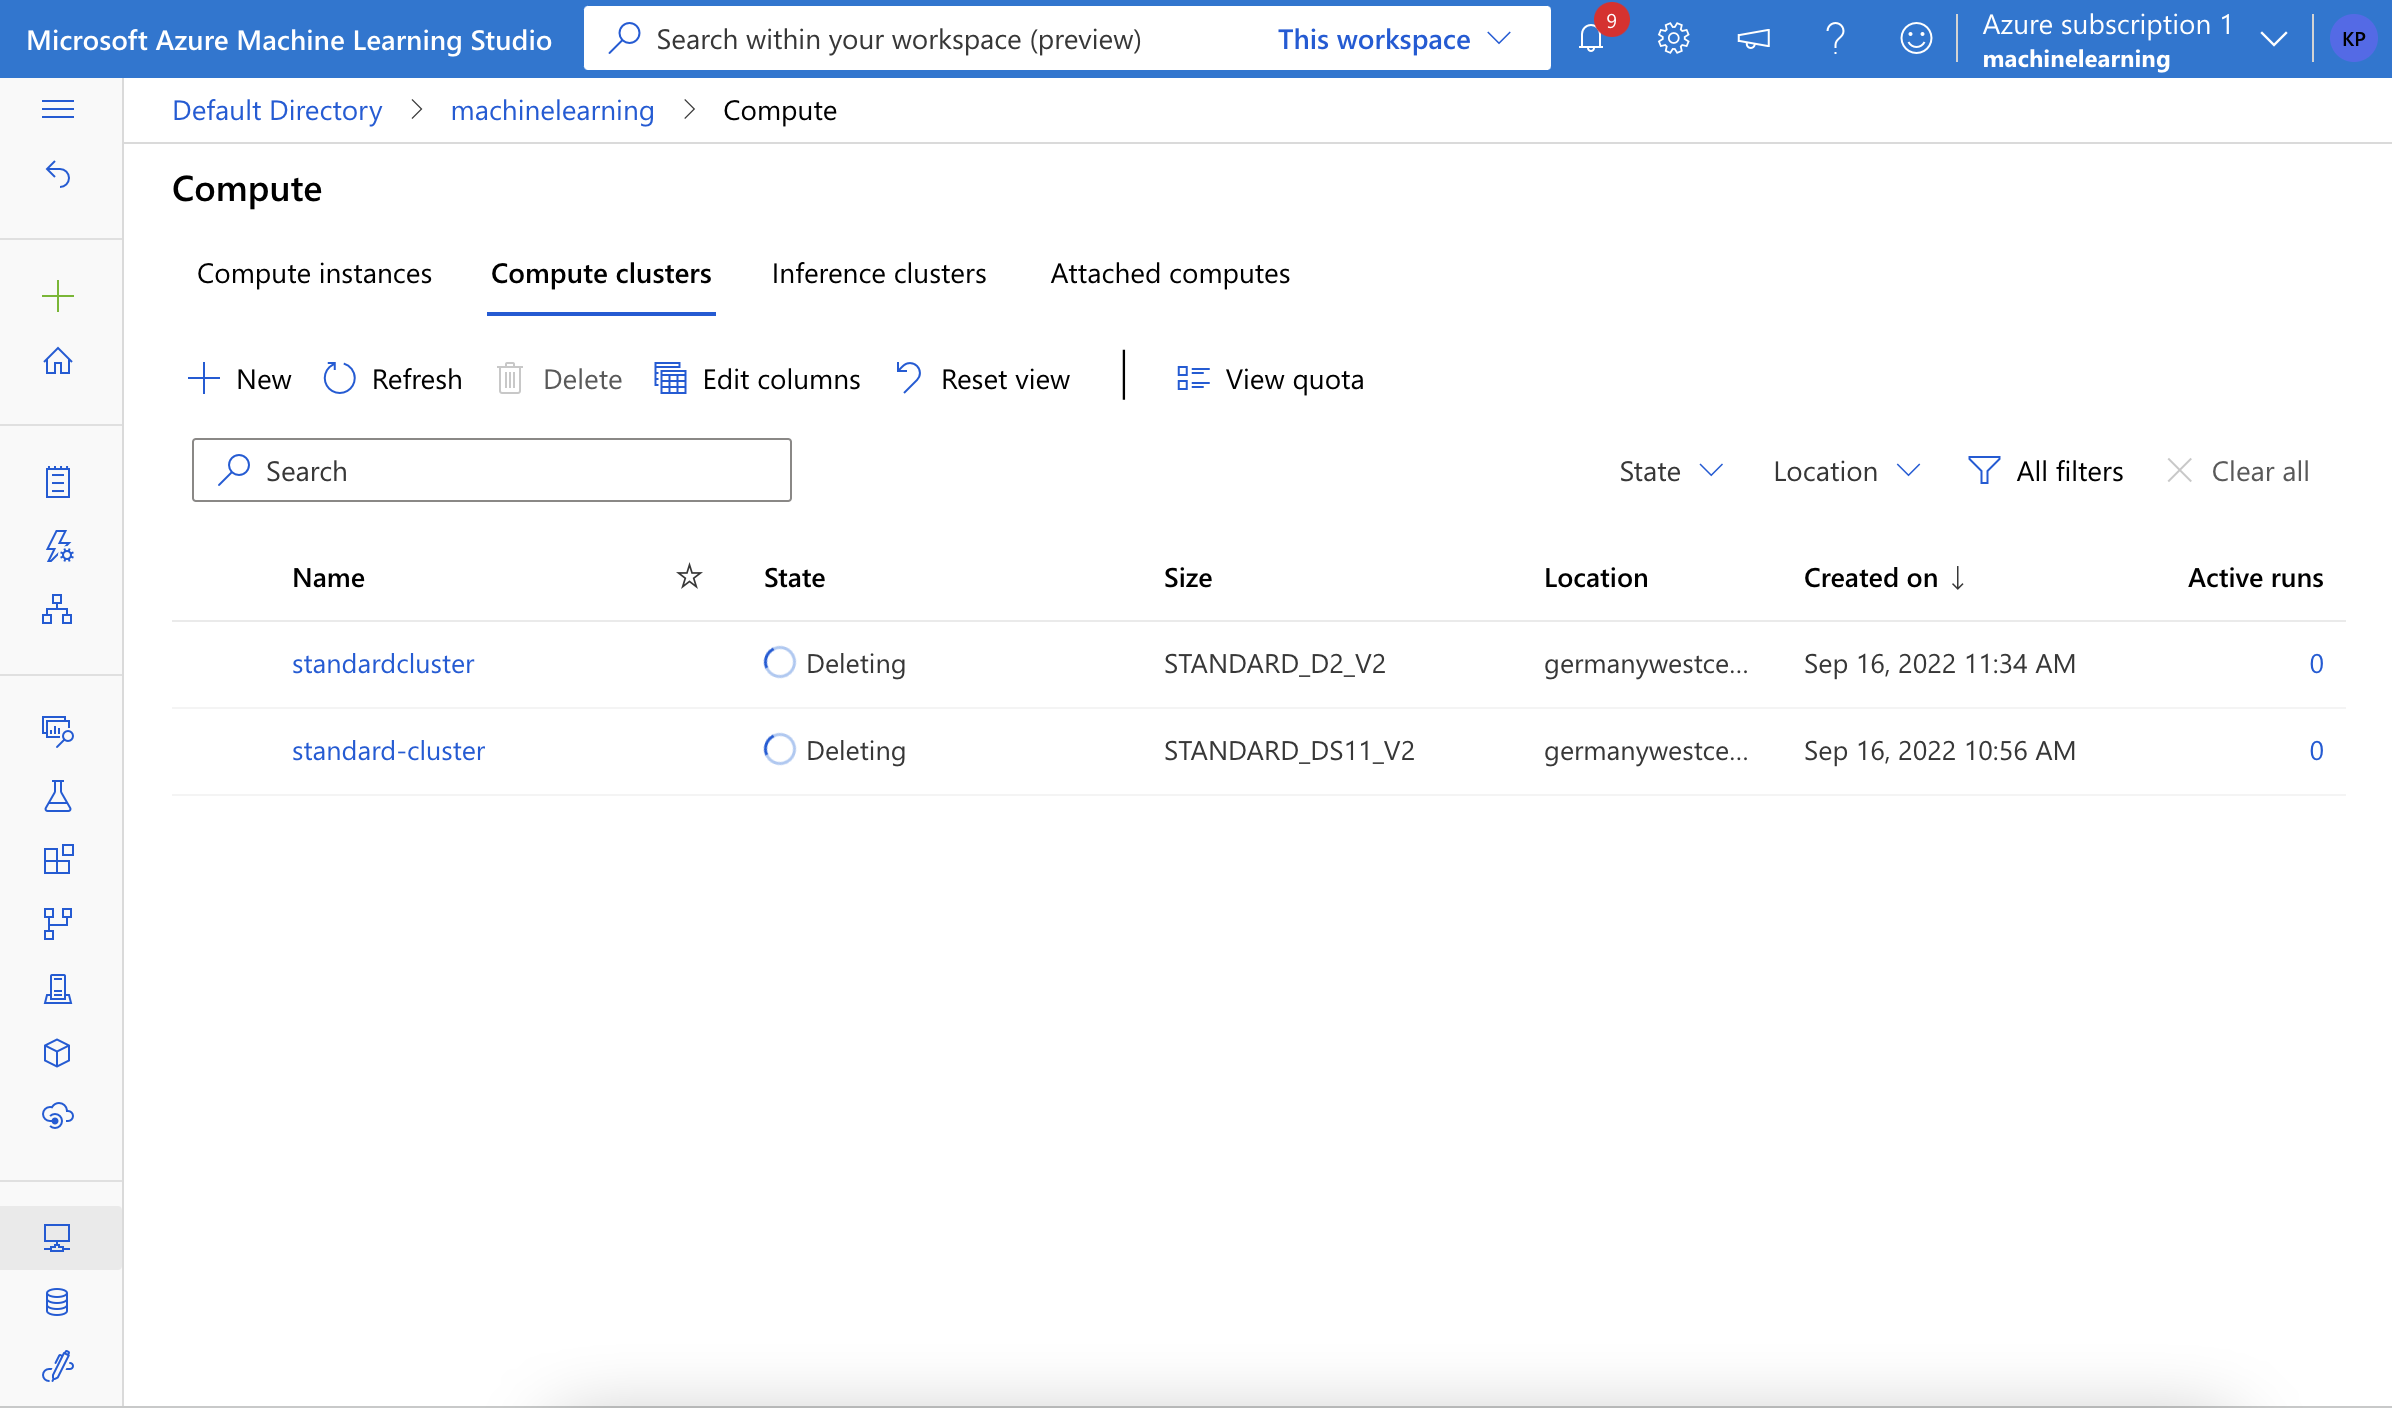 Microsoft Azure Machine Learning Studio
Search within your workspace (preview)
This workspace
9
Azure subscription 1
machinelearning
KP
Default Directory > machinelearning > Compute
Compute
Compute instances Compute clusters Inference clusters Attached computes
New Refresh Delete Edit columns Reset view View quota
Search State Location All filters Clear all
Name State Size Location Created on Active runs
standardcluster Deleting STANDARD_D2_V2 germanywestce... Sep 16, 2022 11:34 AM 0
standard-cluster Deleting STANDARD_DS11_V2 germanywestce... Sep 16, 2022 10:56 AM 0